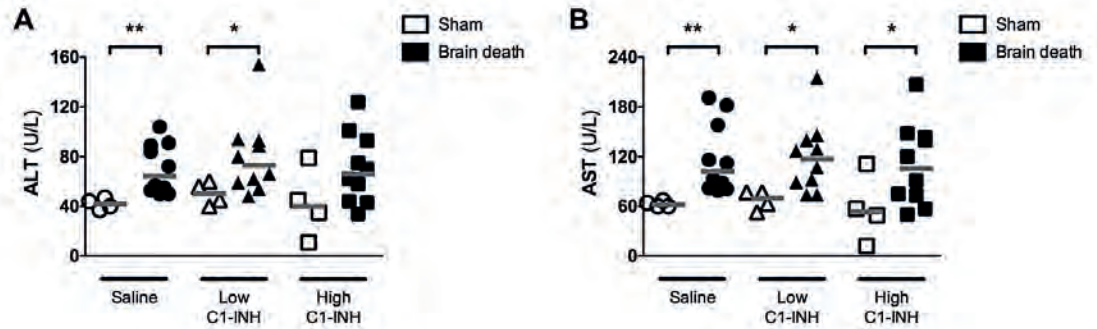 A
** *
Sham
Brain death
160
120
80
40
0
ALT (U/L)
Saline
Low
C1-INH
High
C1-INH
B
** * *
Sham
Brain death
240
180
120
60
0
AST (U/L)
Saline
Low
C1-INH
High
C1-INH